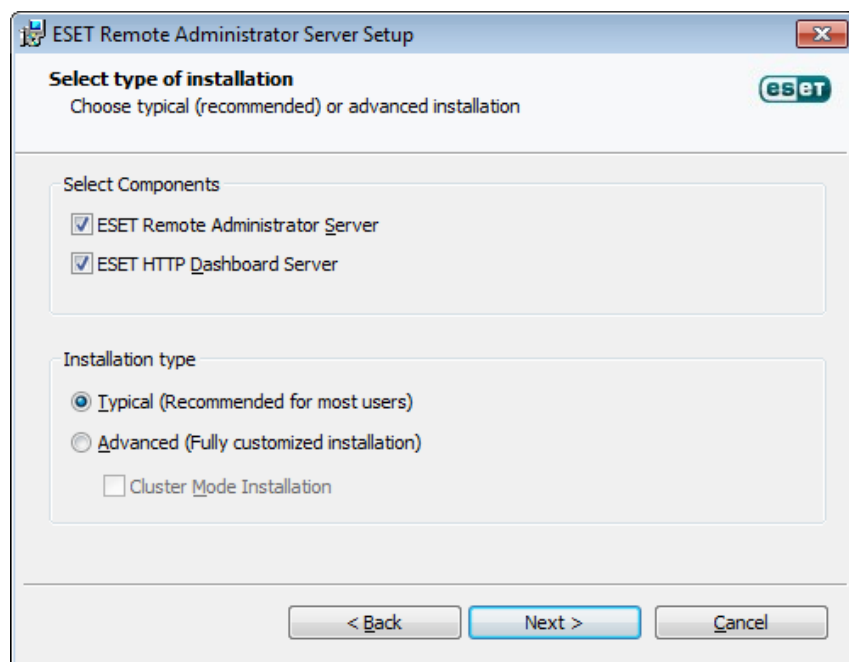 ESET Remote Administrator Server Setup
Select type of installation
Choose typical (recommended) or advanced installation
eset
Select Components
ESET Remote Administrator Server
ESET HTTP Dashboard Server
Installation type
Typical (Recommended for most users)
Advanced (Fully customized installation)
Cluster Mode Installation
< Back Next > Cancel